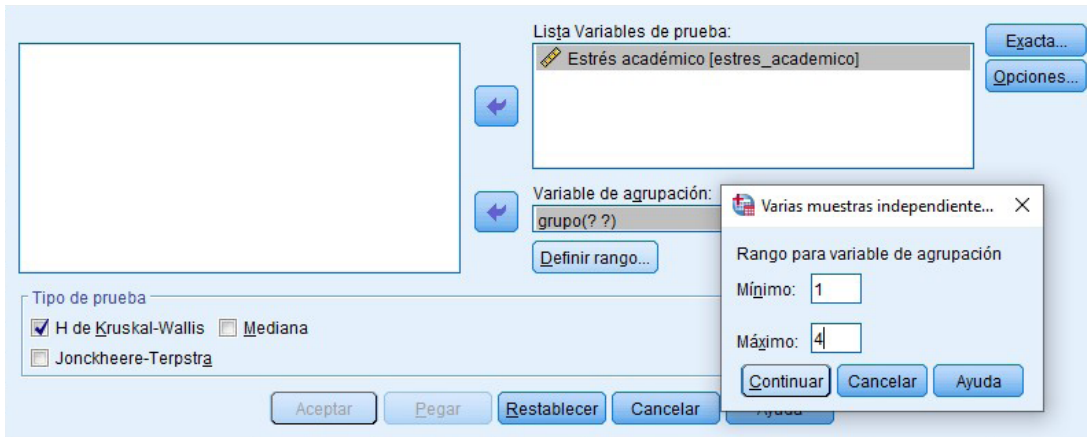 Lista Variables de prueba:
Estrés académico [estres_academico]
Exacta...
Opciones...
Variable de agrupación:
grupo(? ?)
Definir rango...
Tipo de prueba
H de Kruskal-Wallis Mediana
Jonckheere-Terpstra
Aceptar Pegar Restablecer Cancelar Ayuda
Varias muestras independiente...
Rango para variable de agrupación
Mínimo: 1
Máximo: 4
Continuar Cancelar Ayuda